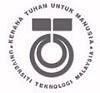 KERANA TUHAN UNTUK MANUSIA
UNIVERSITI TEKNOLOGI MALAYSIA